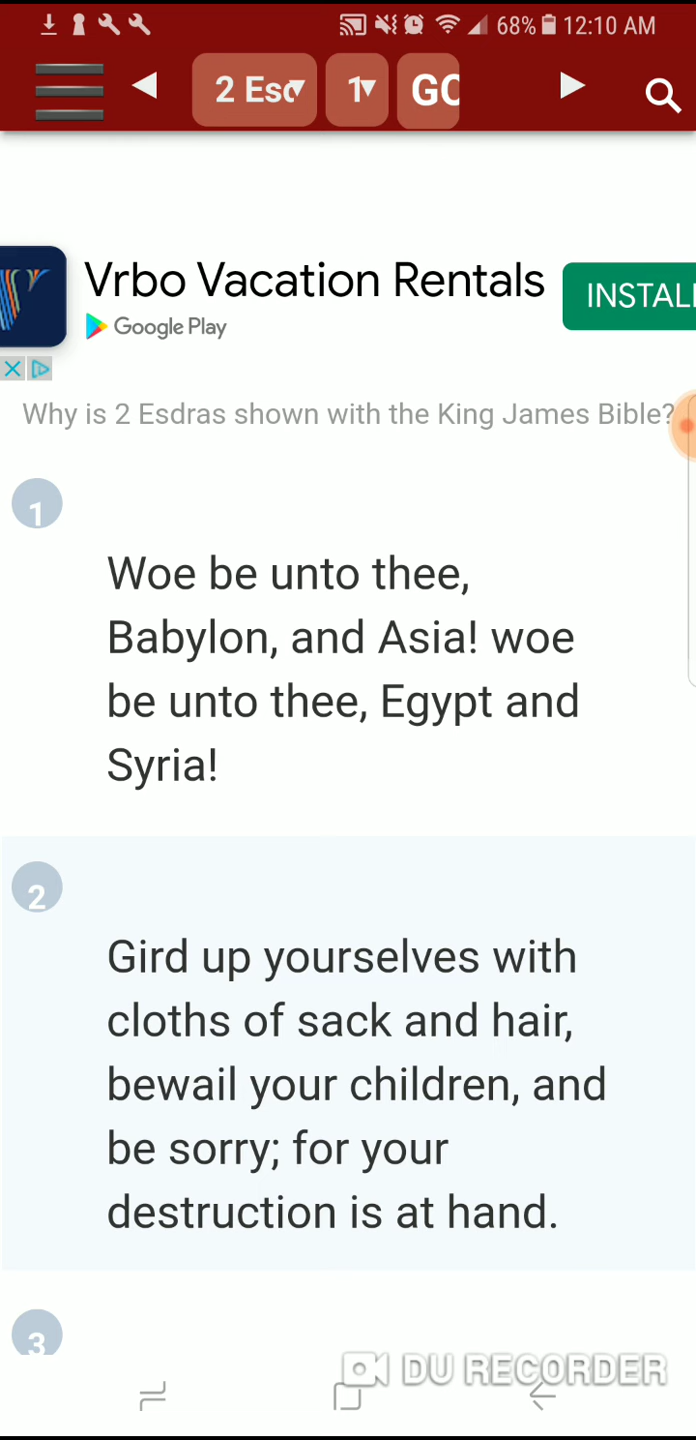 68% 12:10 AM
2 Esd 1 GO
Vrbo Vacation Rentals
Google Play
INSTALL
Why is 2 Esdras shown with the King James Bible?
1
Woe be unto thee,
Babylon, and Asia! woe
be unto thee, Egypt and
Syria!
2
Gird up yourselves with
cloths of sack and hair,
bewail your children, and
be sorry; for your
destruction is at hand.
3
DU RECORDER